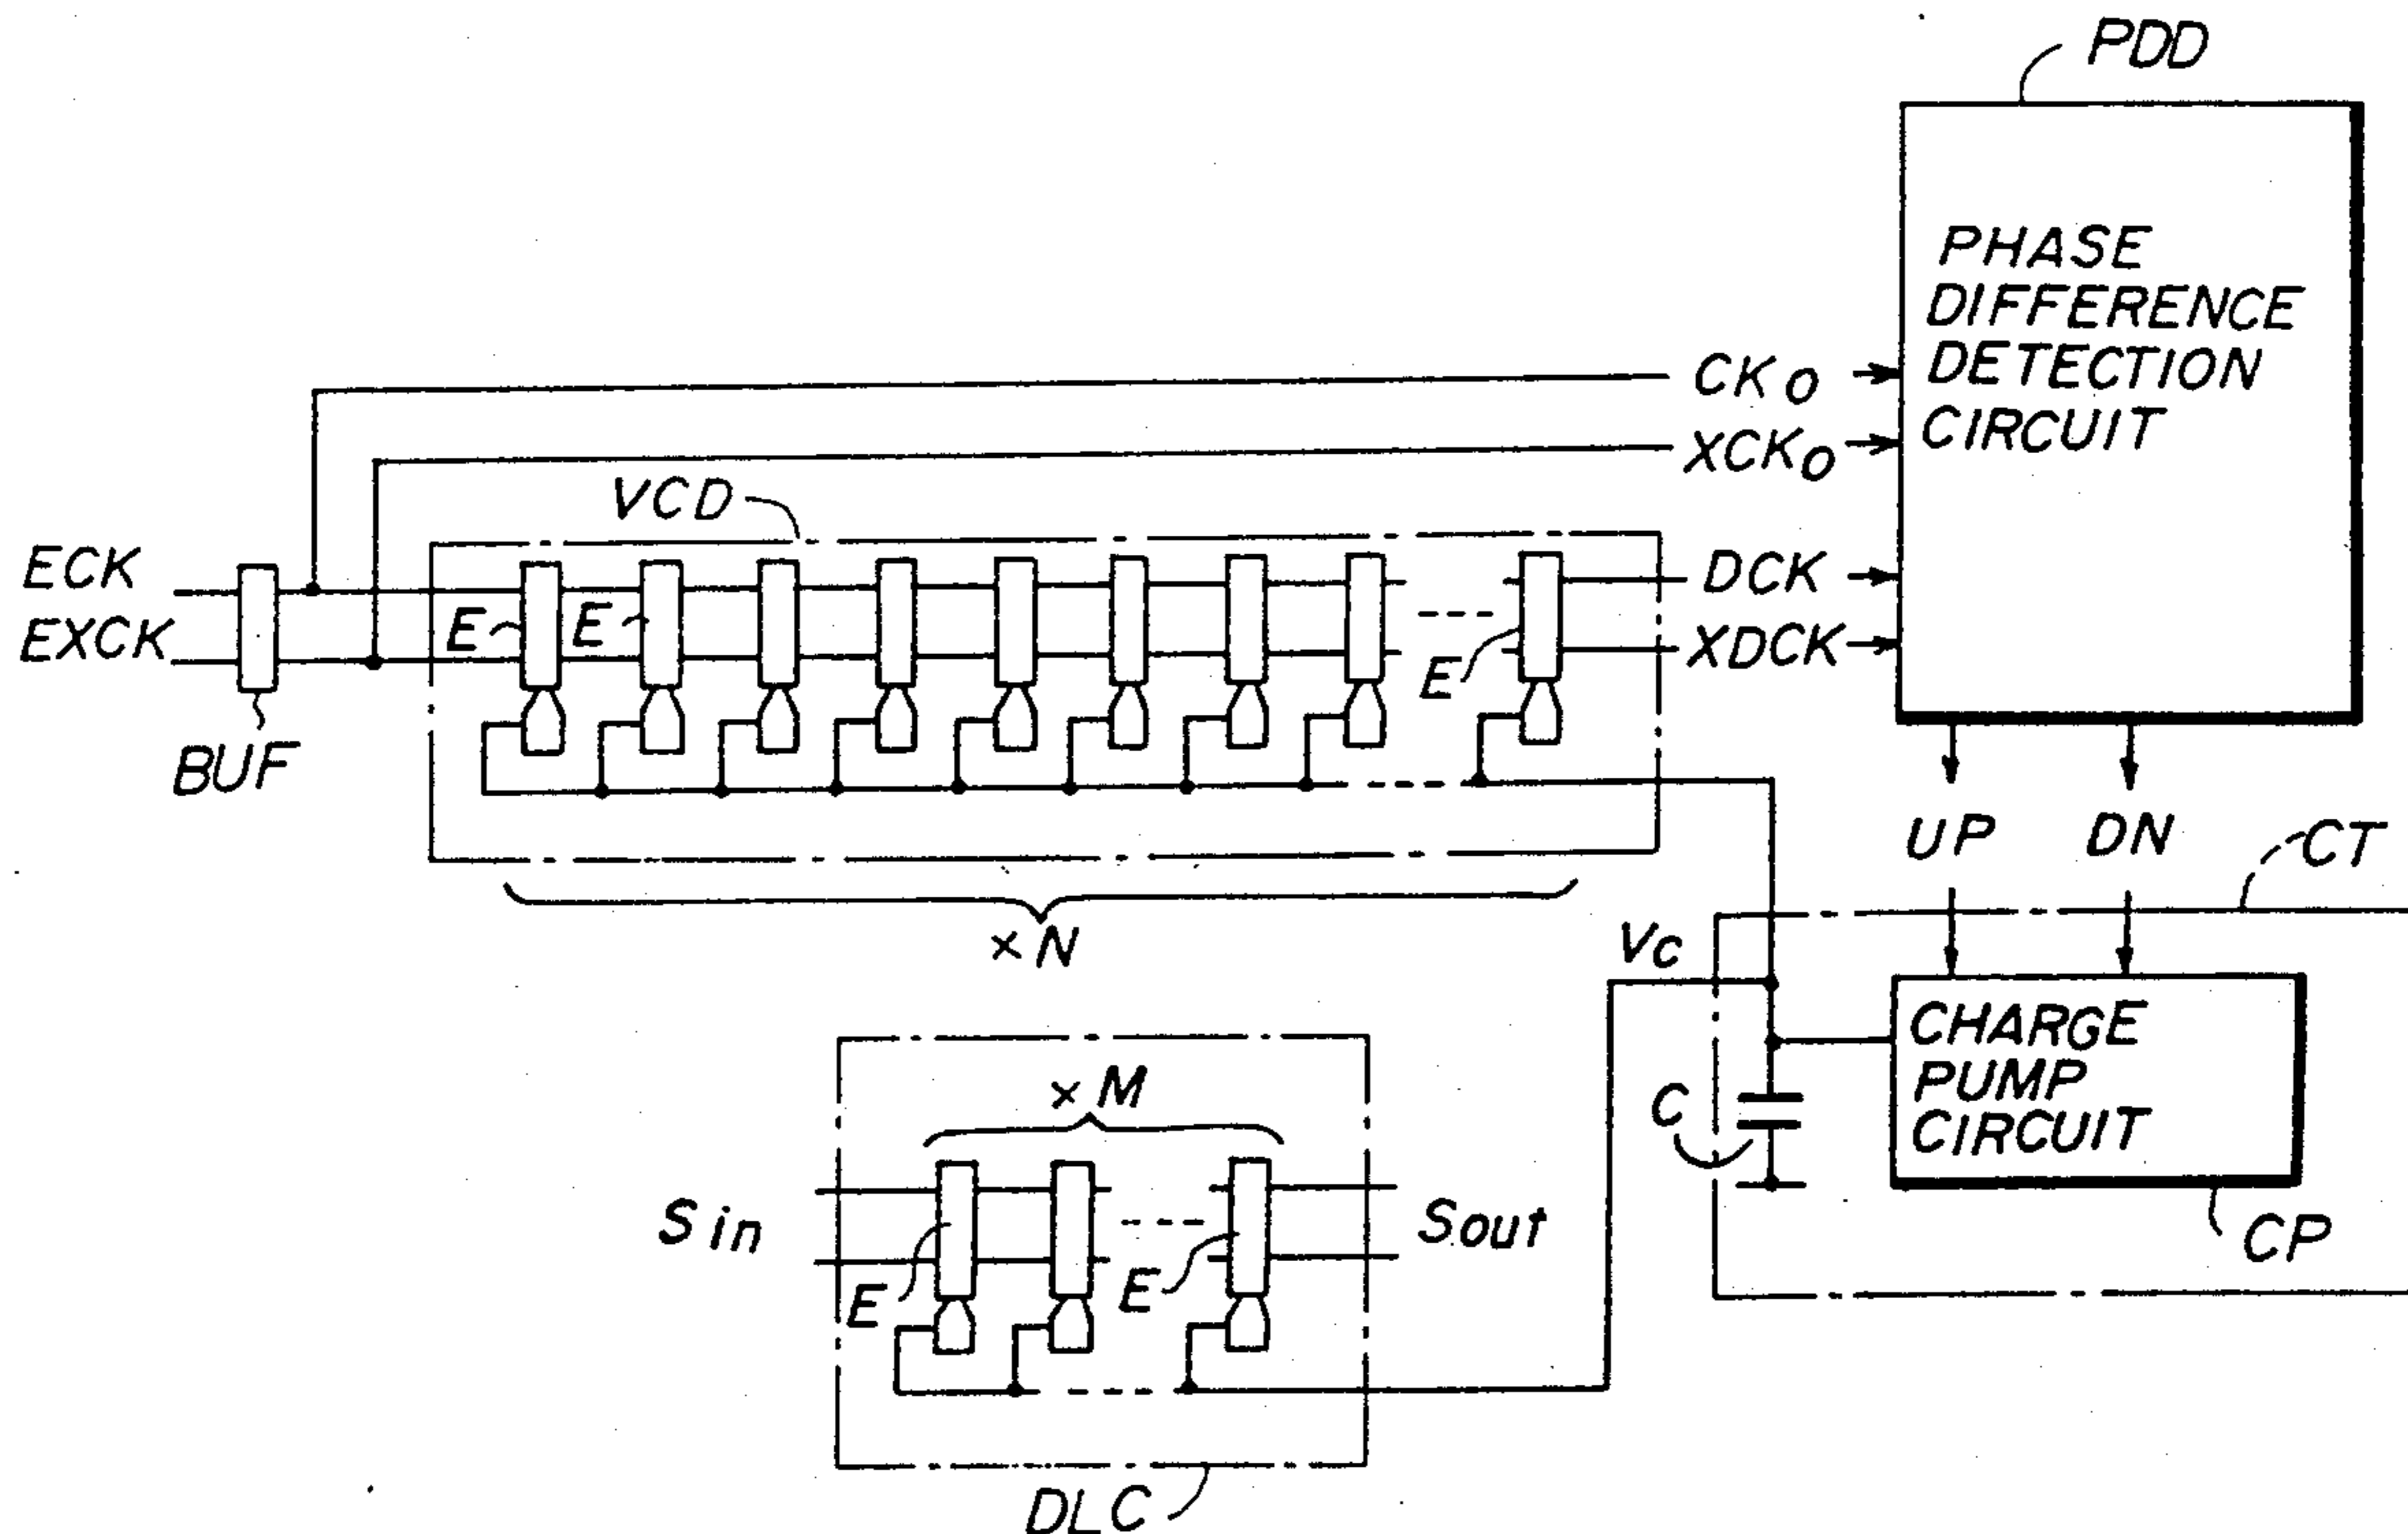 PDD
PHASE
DIFFERENCE
DETECTION
CIRCUIT
CKo
XCKo
VCD
ECK
EXCK
E
E
E
DCK
XDCK
BUF
UP
DN
CT
×N
Vc
CHARGE
PUMP
CIRCUIT
C
×M
Sin
Sout
E
E
CP
DLC